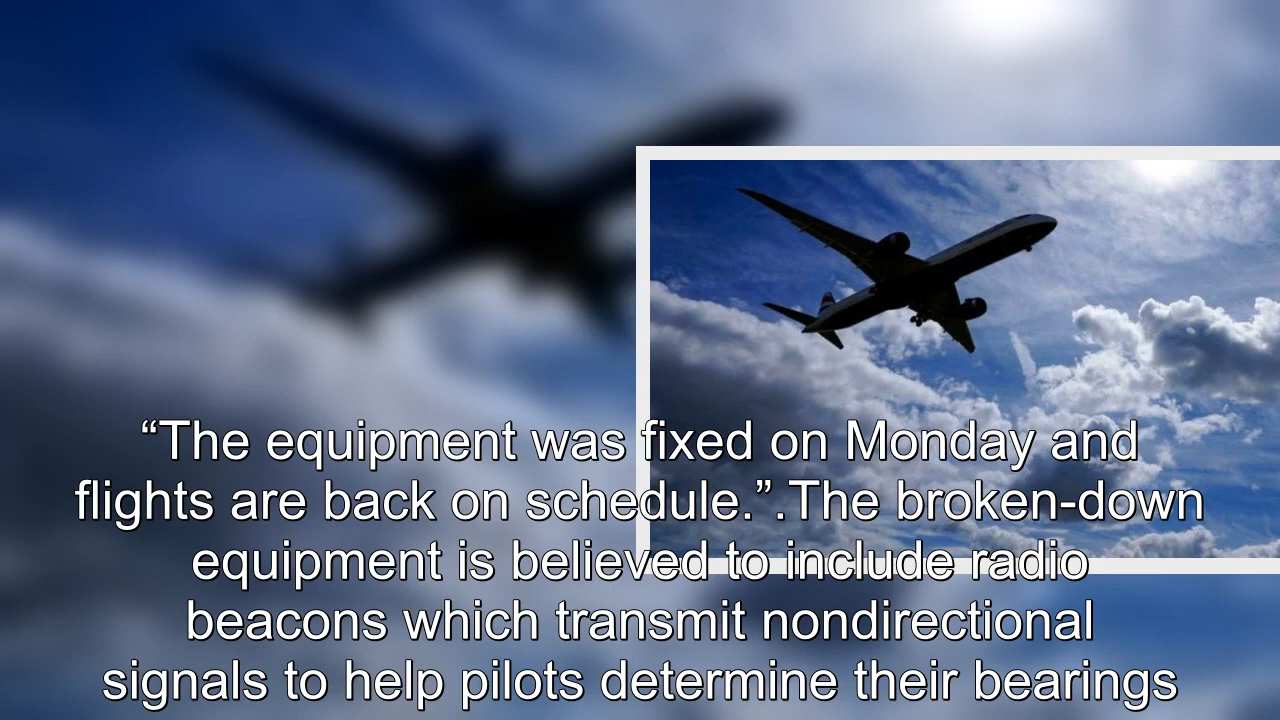 “The equipment was fixed on Monday and
flights are back on schedule.”.The broken-down
equipment is believed to include radio
beacons which transmit nondirectional
signals to help pilots determine their bearings